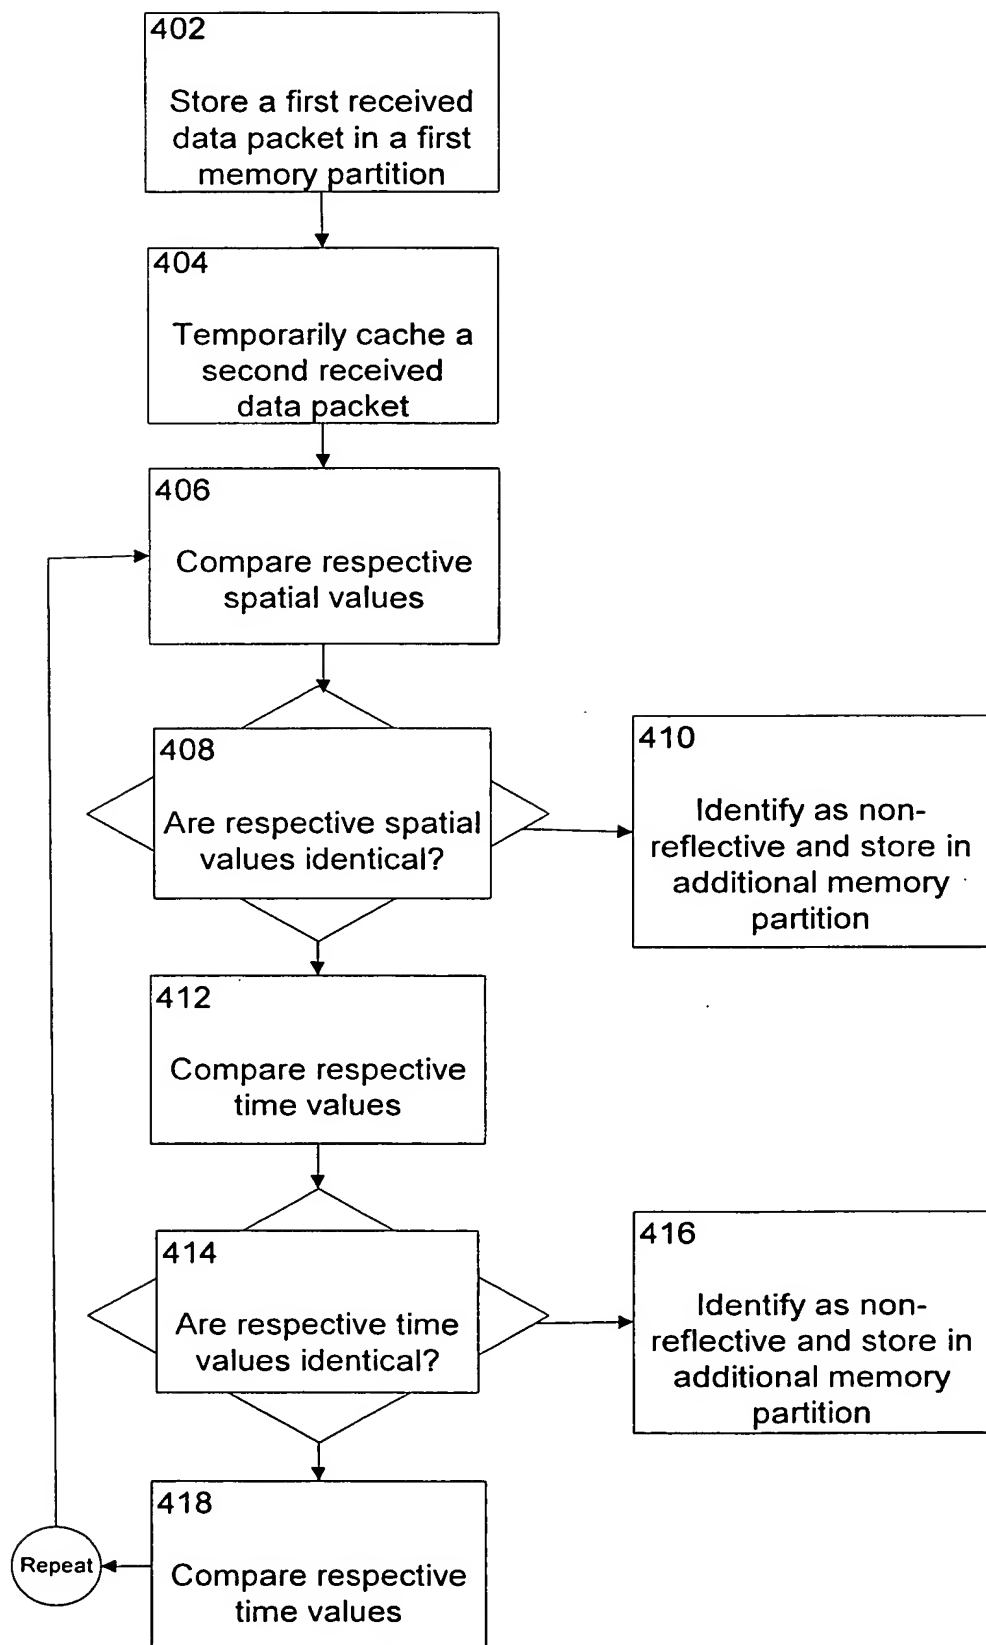 402
Store a first received
data packet in a first
memory partition
404
Temporarily cache a
second received
data packet
406
Compare respective
spatial values
408
Are respective spatial
values identical?
410
Identify as non-
reflective and store in
additional memory
partition
412
Compare respective
time values
414
Are respective time
values identical?
416
Identify as non-
reflective and store in
additional memory
partition
418
Compare respective
time values
Repeat